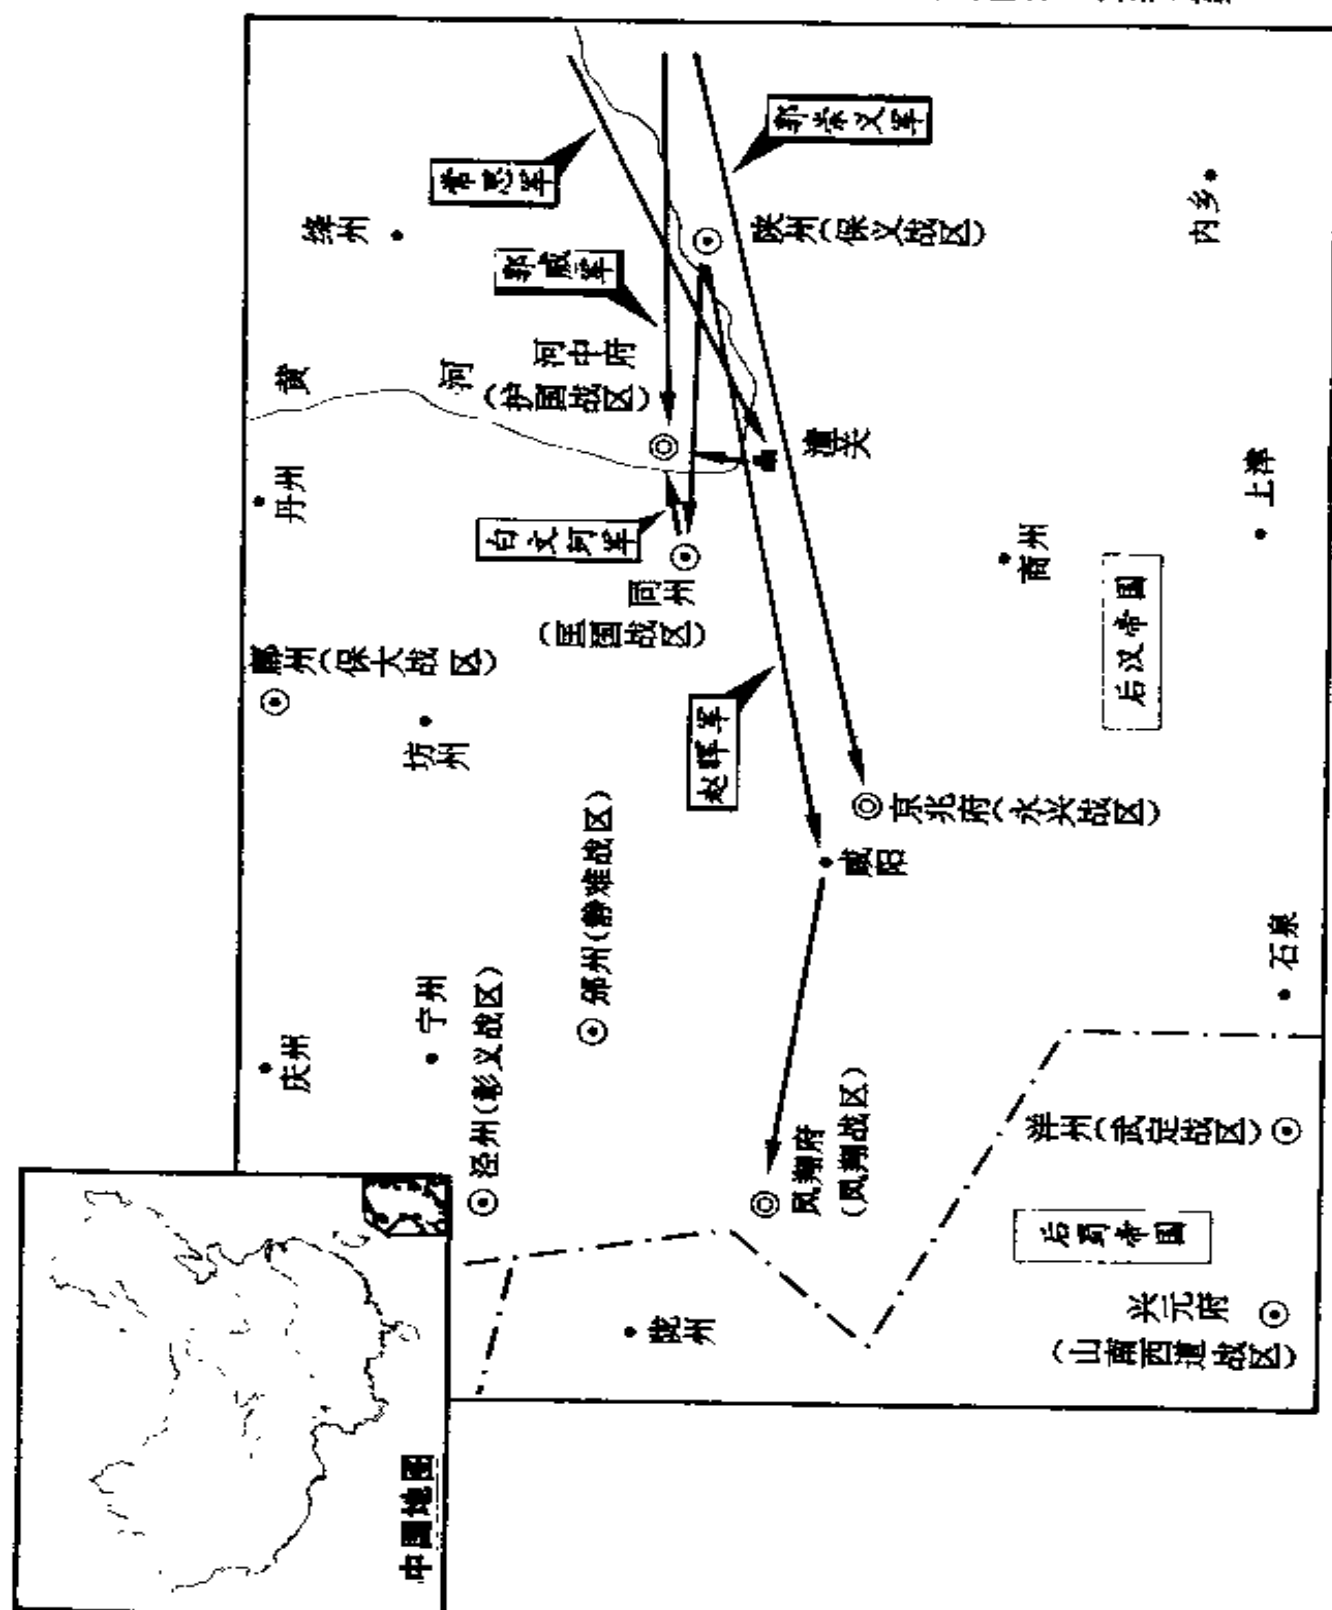 郭崇义军
常思军
绛州
内乡
陕州(保义战区)
郭威军
河中府
(护国战区)
黄
河
潼关
丹州
上津
白文珂军
商州
同州
(匡国战区)
后汉帝国
鄜州(保大战区)
坊州
赵晖军
京兆府(永兴战区)
咸阳
邠州(静难战区)
石泉
宁州
庆州
泾州(彰义战区)
洋州(武定战区)
凤翔府
(凤翔战区)
后蜀帝国
兴元府
(山南西道战区)
陇州
中国地图